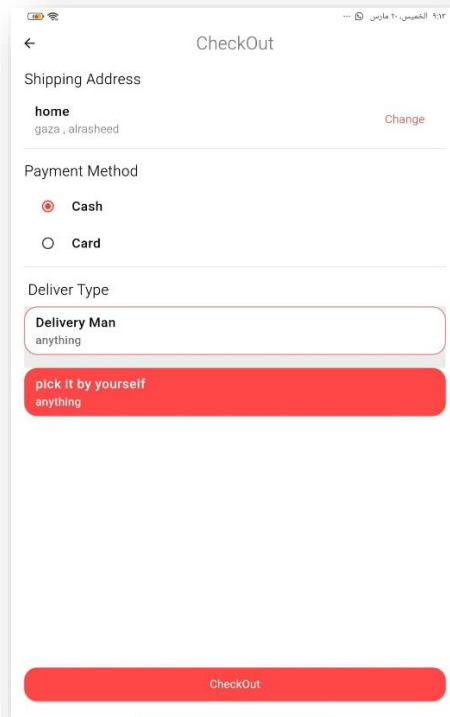 ٩:١٣ الخميس، ٢٠ مارس ...
CheckOut
Shipping Address
home
gaza , alrasheed
Change
Payment Method
Cash
Card
Deliver Type
Delivery Man
anything
pick it by yourself
anything
CheckOut